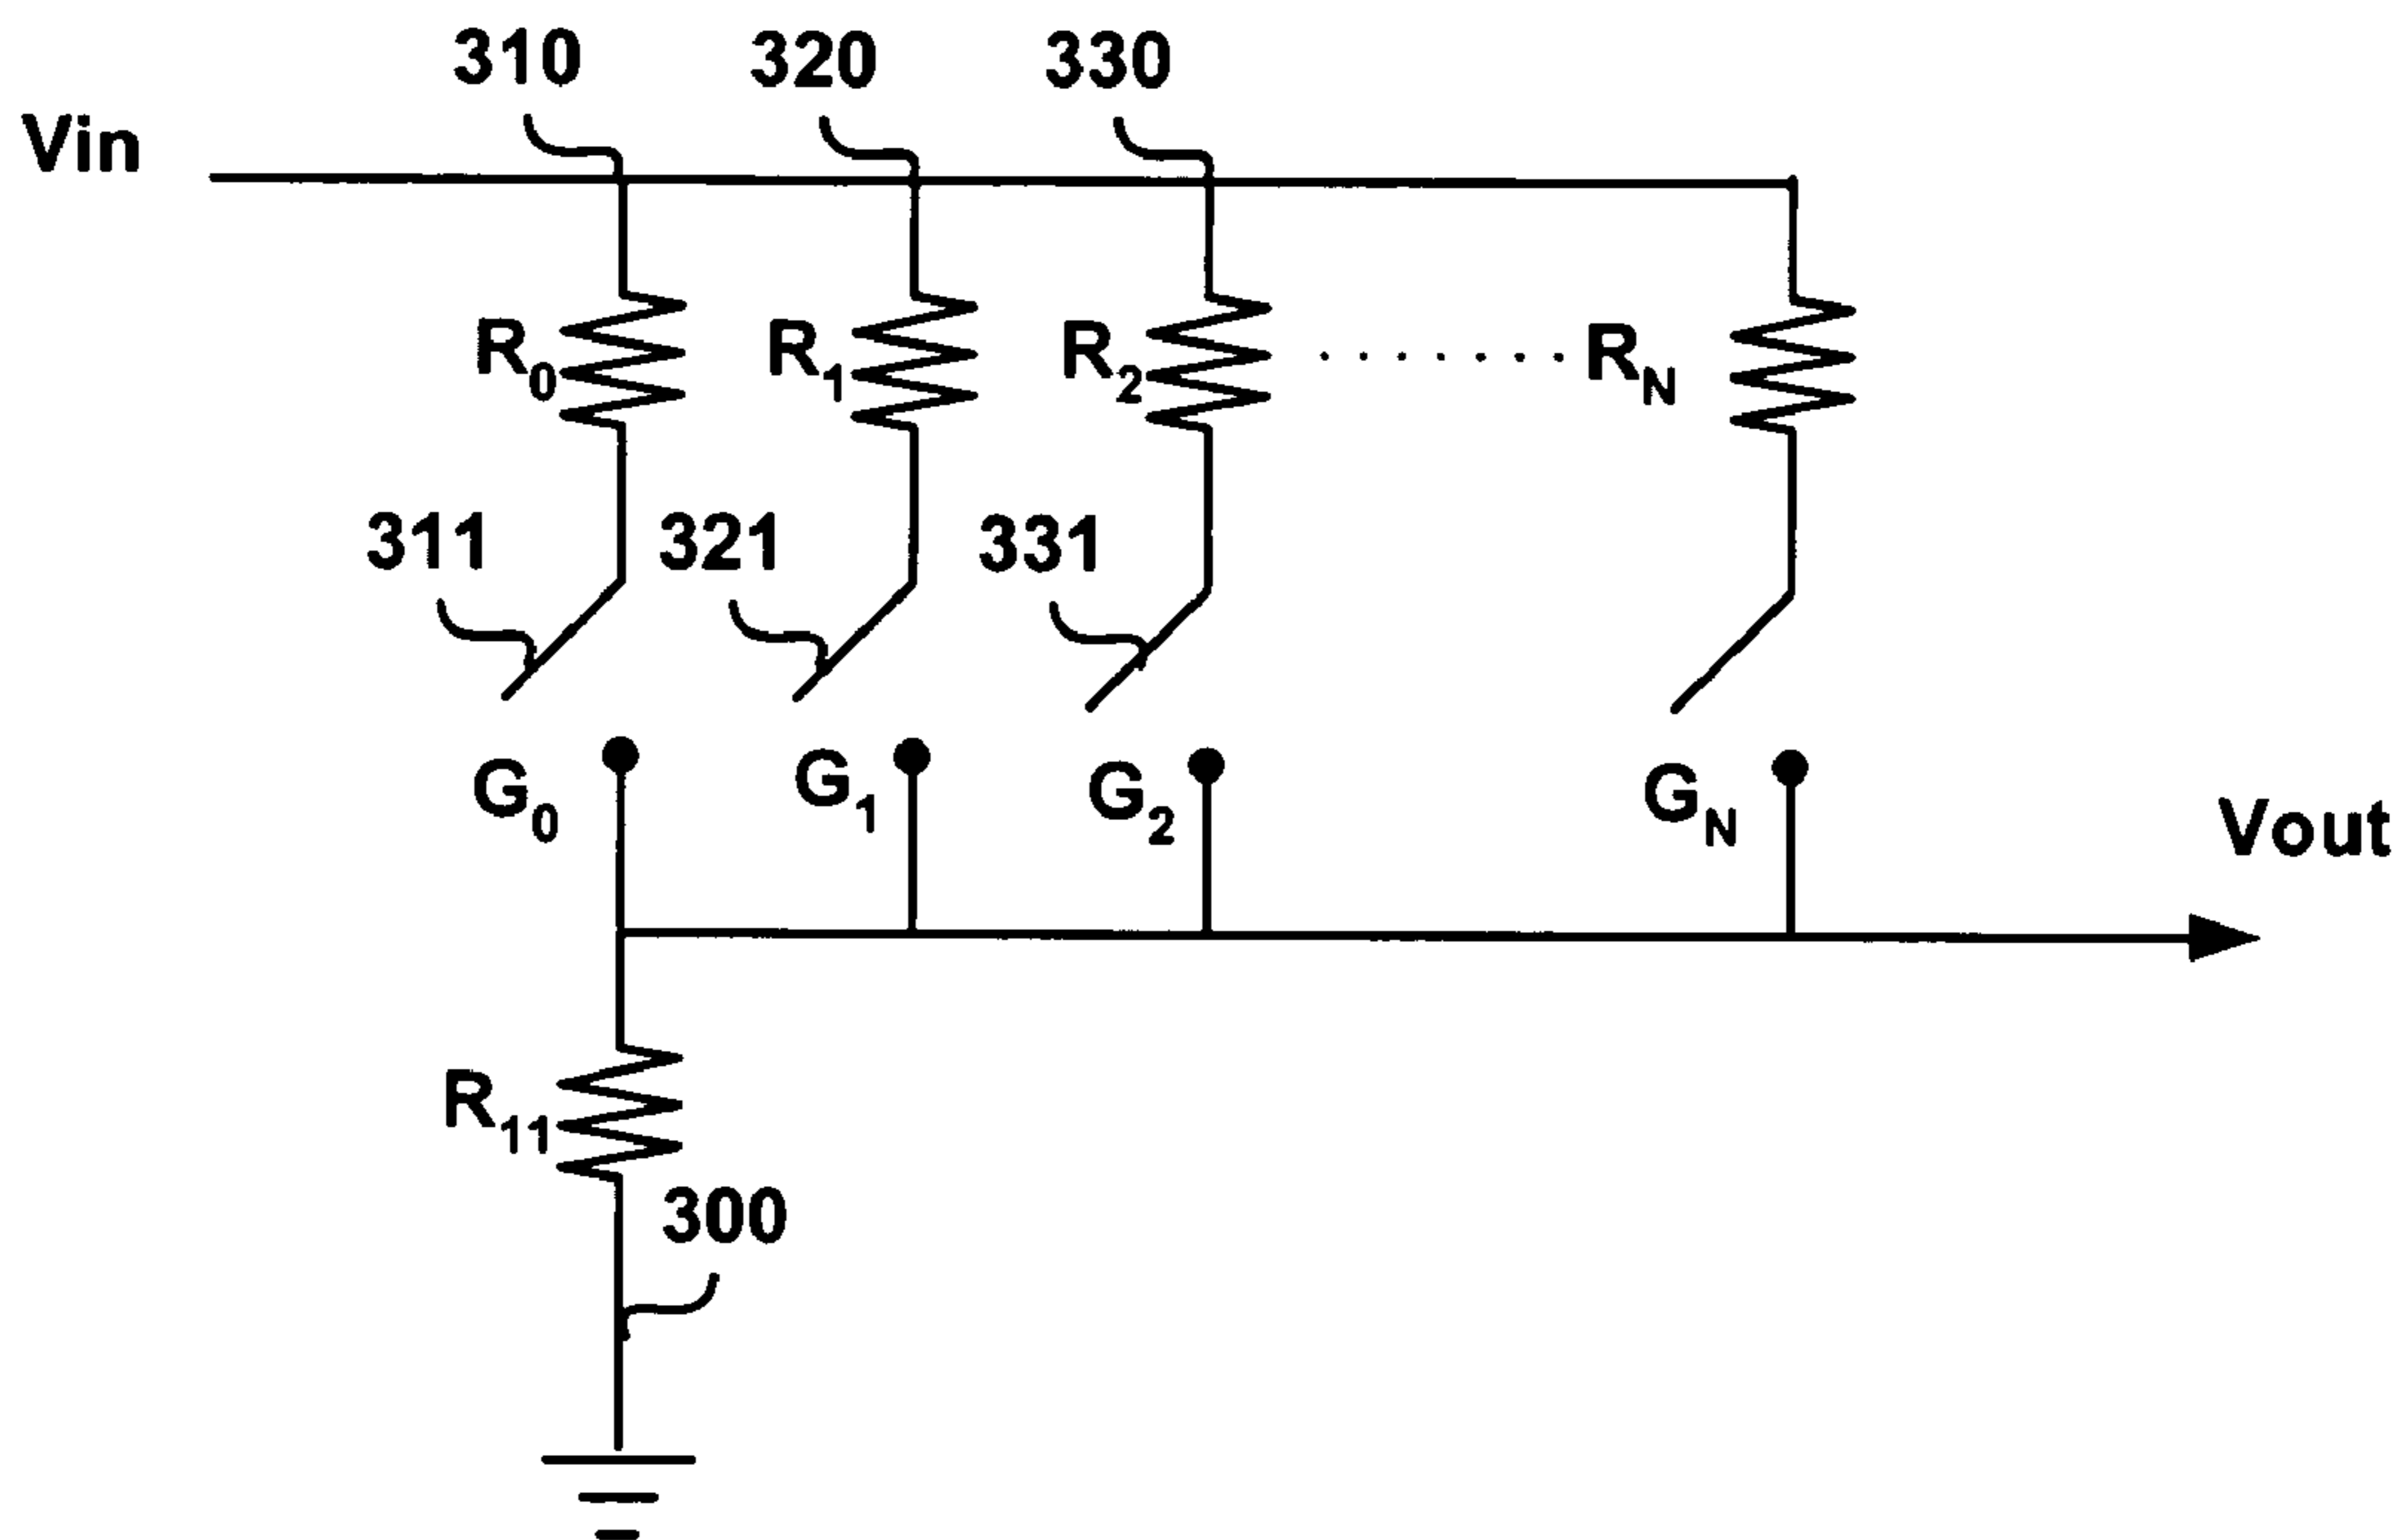 310 320 330
Vin
R0 R1 R2 ....... RN
311 321 331
G0 G1 G2 GN
Vout
R11
300